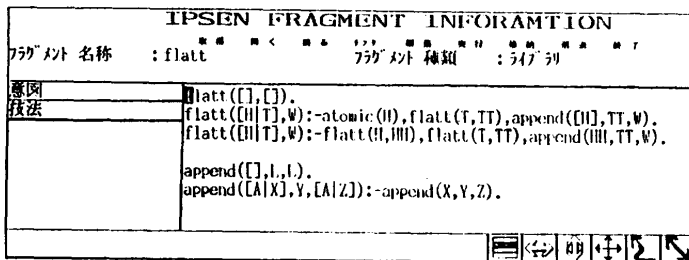 IPSEN FRAGMENT INFORAMTION
フラグメント 名称 : flatt フラグメント 種類 : ライブラリ
意図
技法
flatt([],[]).
flatt([H|T],W):-atomic(H),flatt(T,TT),append([H],TT,W).
flatt([H|T],W):-flatt(H,HH),flatt(T,TT),append(HH,TT,W).
append([],L,L).
append([A|X],Y,[A|Z]):-append(X,Y,Z).